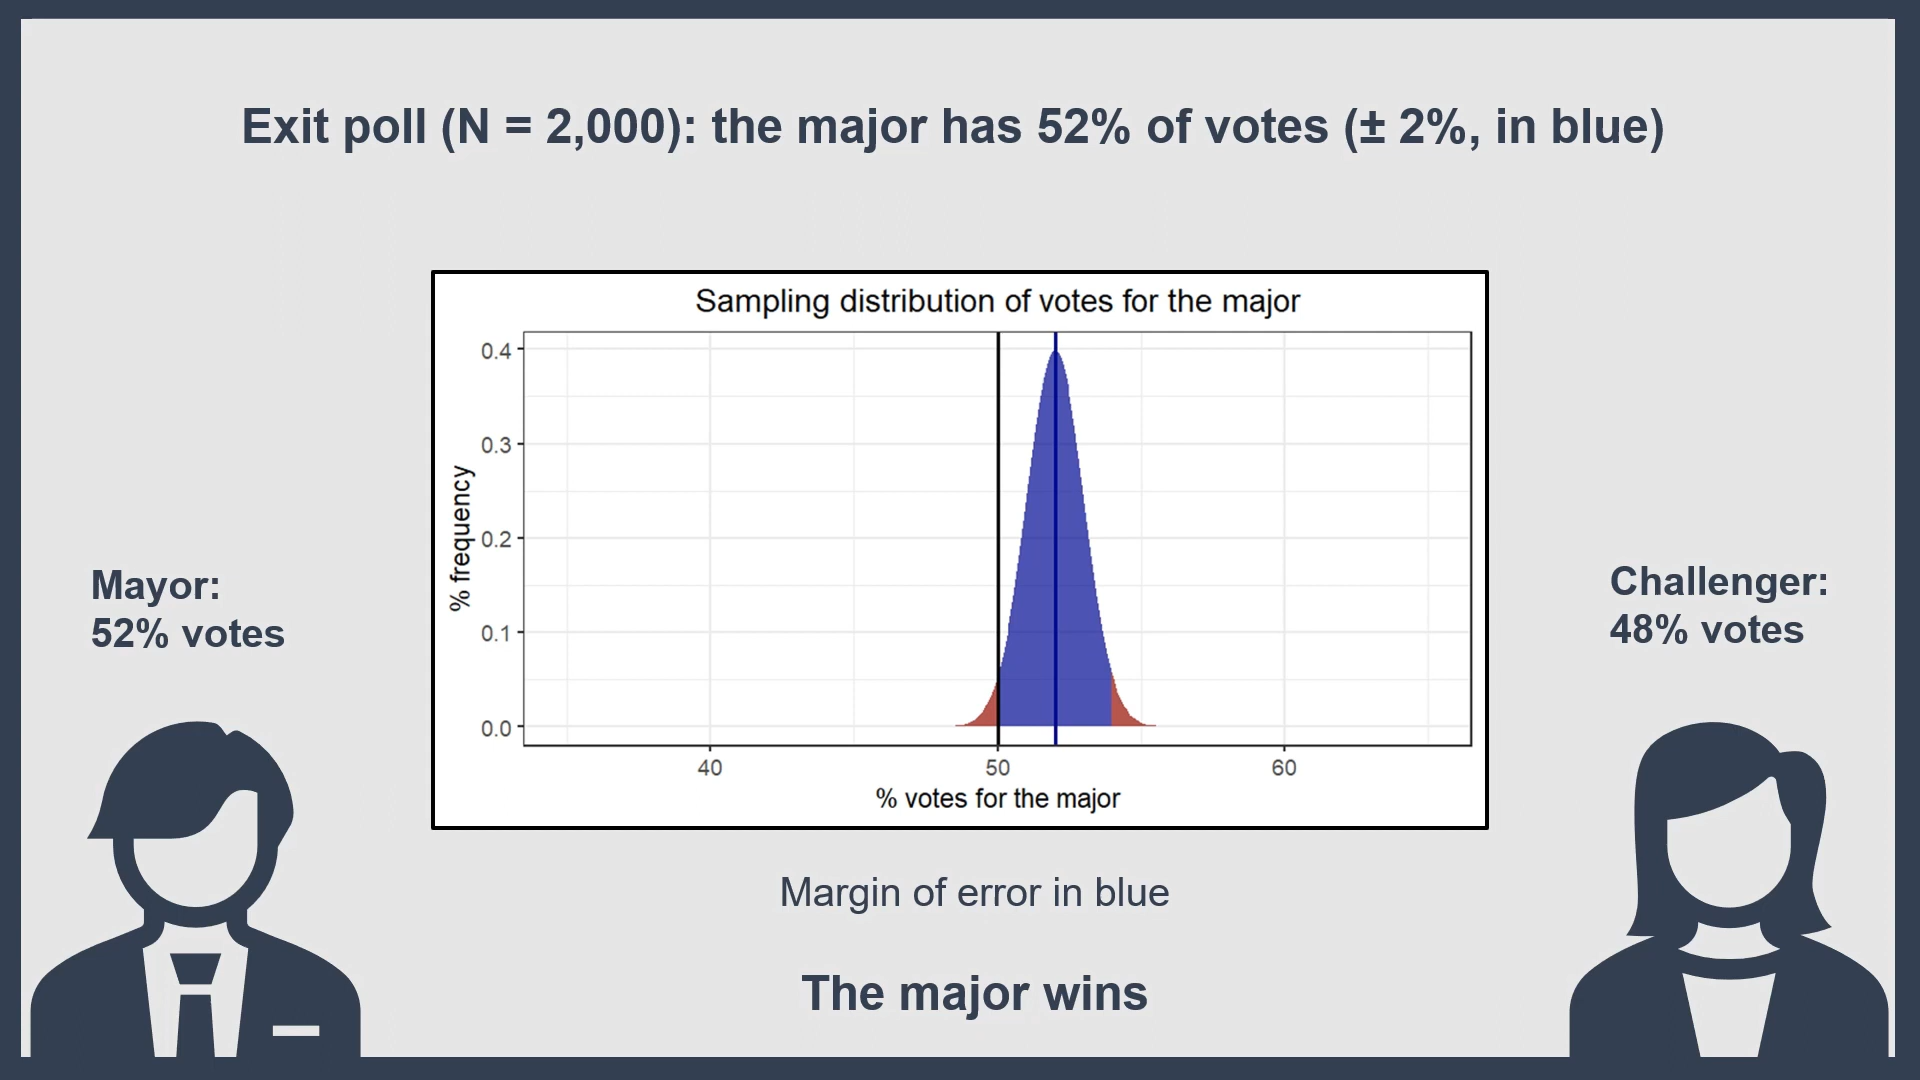 Exit poll (N = 2,000): the major has 52% of votes (± 2%, in blue)
Sampling distribution of votes for the major
0.4
0.3
0.2
0.1
0.0
% frequency
40 50 60
% votes for the major
Mayor:
52% votes
Challenger:
48% votes
Margin of error in blue
The major wins